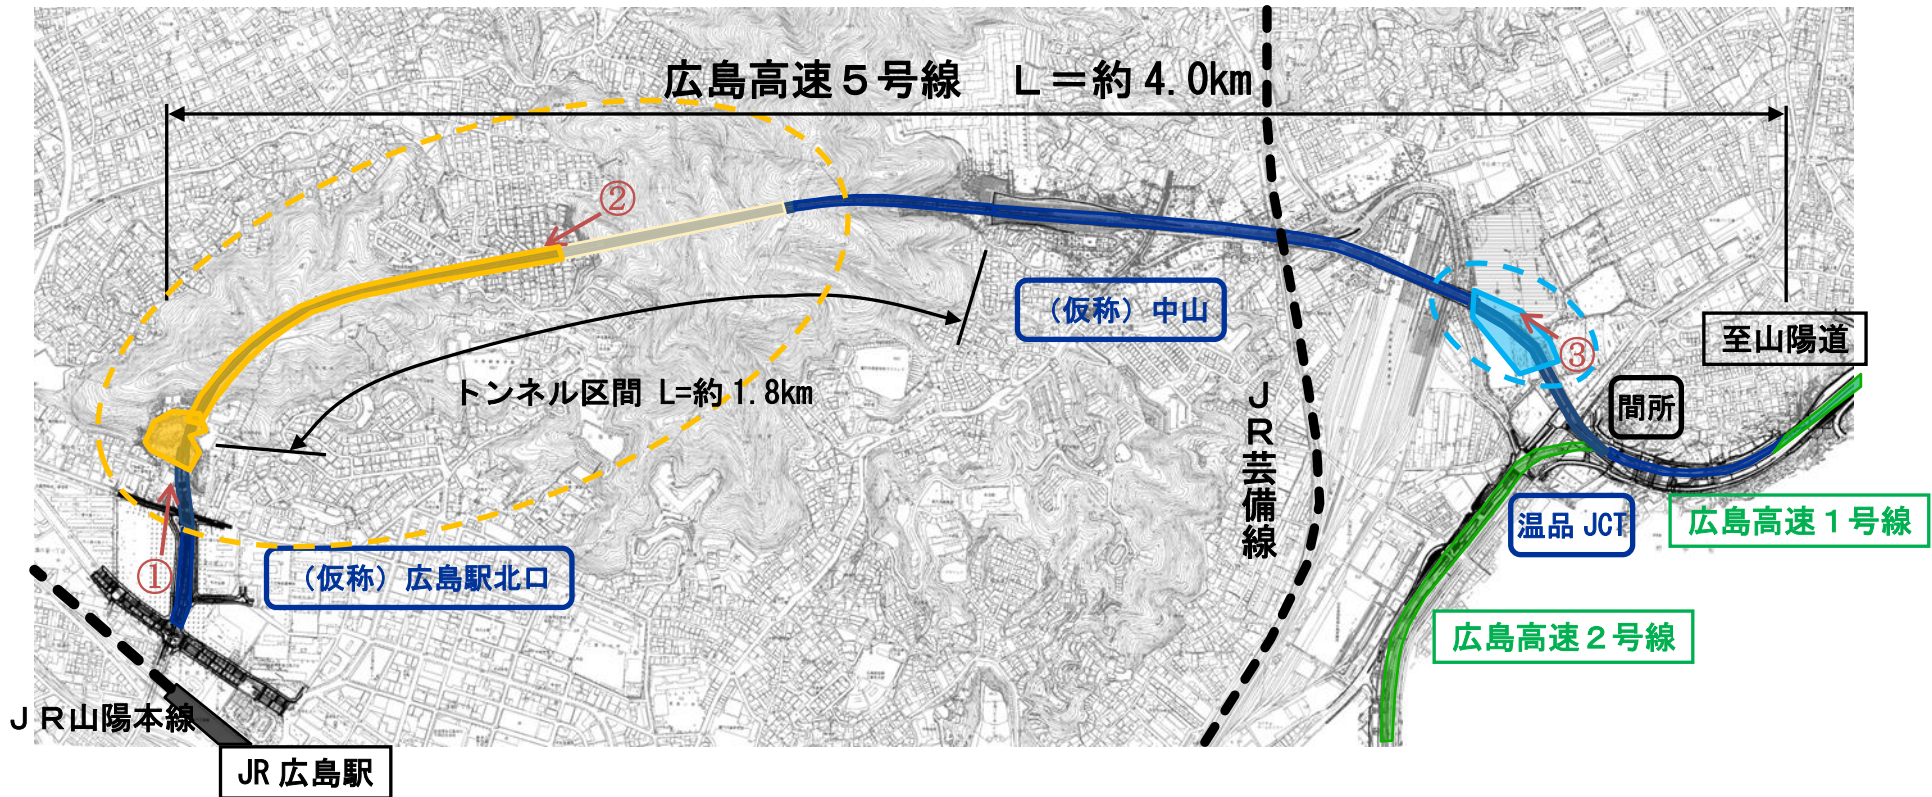 広島高速５号線　Ｌ＝約 4.0km
②
（仮称）中山
③
至山陽道
トンネル区間 L=約 1.8km
ＪＲ芸備線
間所
①
（仮称）広島駅北口
温品 JCT
広島高速１号線
広島高速２号線
ＪＲ山陽本線
JR 広島駅